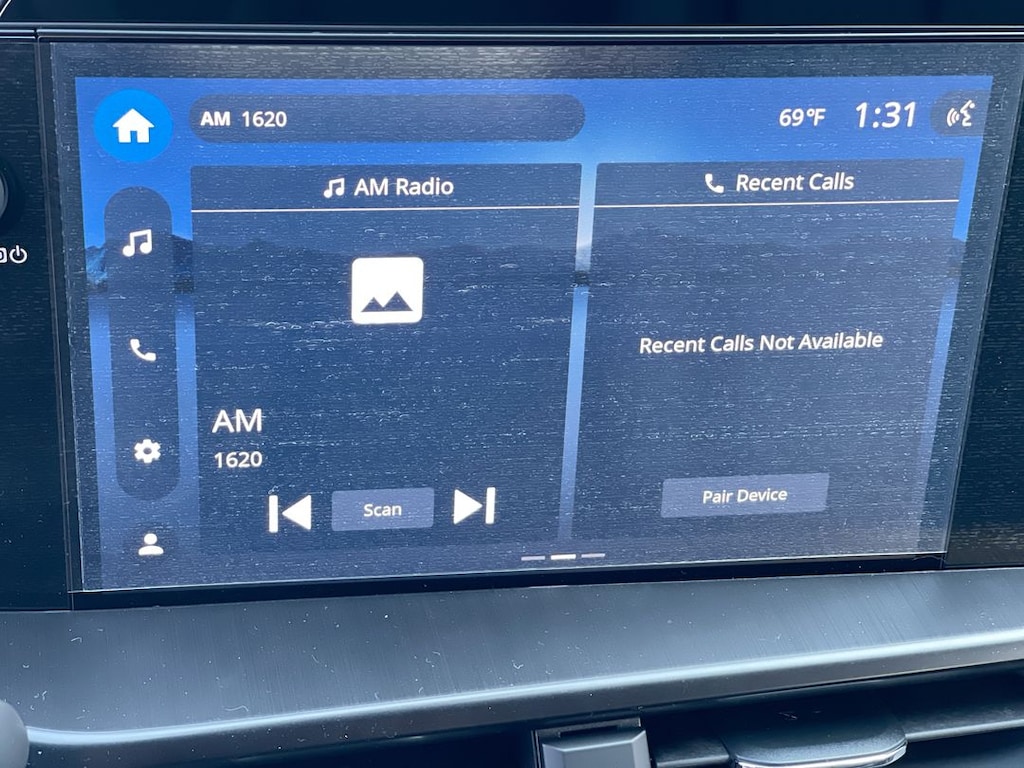 AM 1620
69°F 1:31
AM Radio
Recent Calls
Recent Calls Not Available
AM
1620
Scan
Pair Device